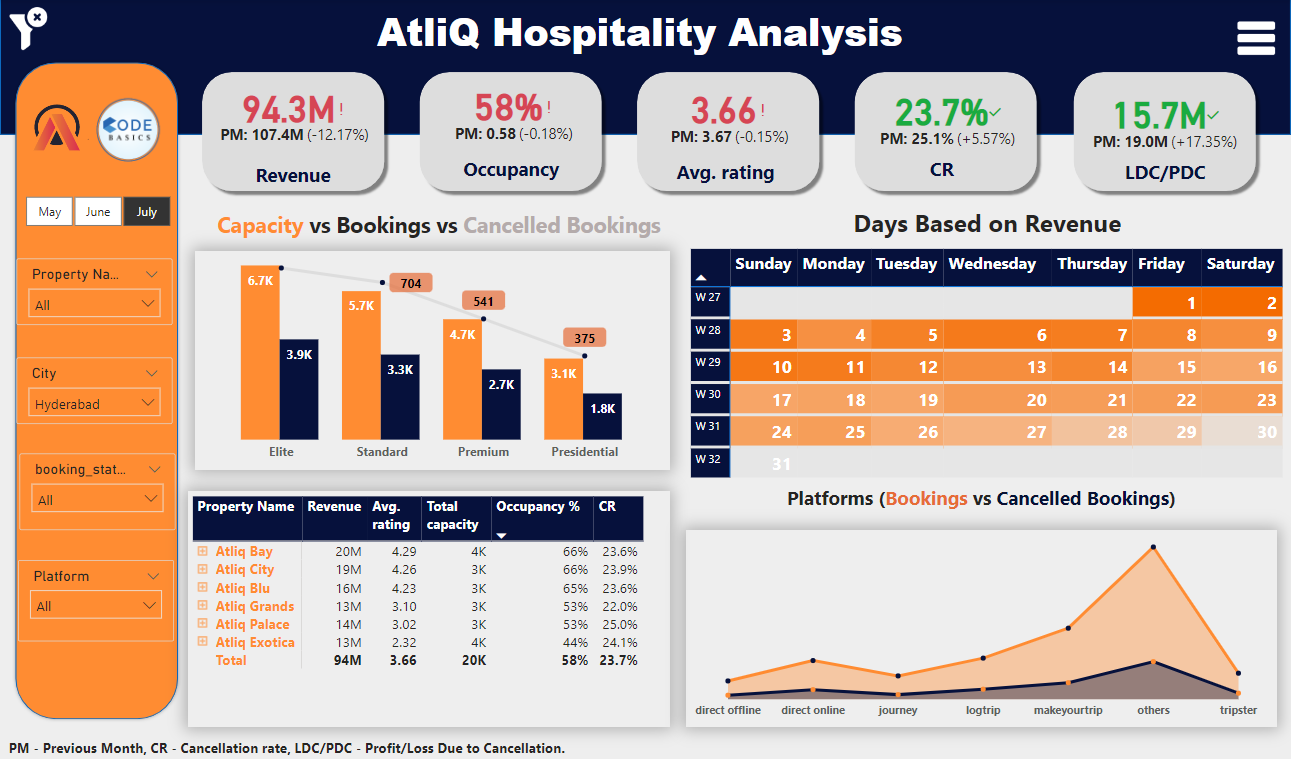 AtliQ Hospitality Analysis
CODE
BASICS
May June July
Property Na...
All
City
Hyderabad
booking_stat...
All
Platform
All
94.3M!
PM: 107.4M (-12.17%)
Revenue
58%!
PM: 0.58 (-0.18%)
Occupancy
3.66!
PM: 3.67 (-0.15%)
Avg. rating
23.7%
PM: 25.1% (+5.57%)
CR
15.7M
PM: 19.0M (+17.35%)
LDC/PDC
Capacity vs Bookings vs Cancelled Bookings
6.7K
3.9K
5.7K
704
3.3K
4.7K
541
2.7K
3.1K
375
1.8K
Elite Standard Premium Presidential
Days Based on Revenue
Sunday Monday Tuesday Wednesday Thursday Friday Saturday
W 27 1 2
W 28 3 4 5 6 7 8 9
W 29 10 11 12 13 14 15 16
W 30 17 18 19 20 21 22 23
W 31 24 25 26 27 28 29 30
W 32 31
Property Name Revenue Avg. rating Total capacity Occupancy % CR
Atliq Bay 20M 4.29 4K 66% 23.6%
Atliq City 19M 4.26 3K 66% 23.9%
Atliq Blu 16M 4.23 3K 65% 23.6%
Atliq Grands 13M 3.10 3K 53% 22.0%
Atliq Palace 14M 3.02 3K 53% 25.0%
Atliq Exotica 13M 2.32 4K 44% 24.1%
Total 94M 3.66 20K 58% 23.7%
Platforms (Bookings vs Cancelled Bookings)
direct offline direct online journey logtrip makeyourtrip others tripster
PM - Previous Month, CR - Cancellation rate, LDC/PDC - Profit/Loss Due to Cancellation.